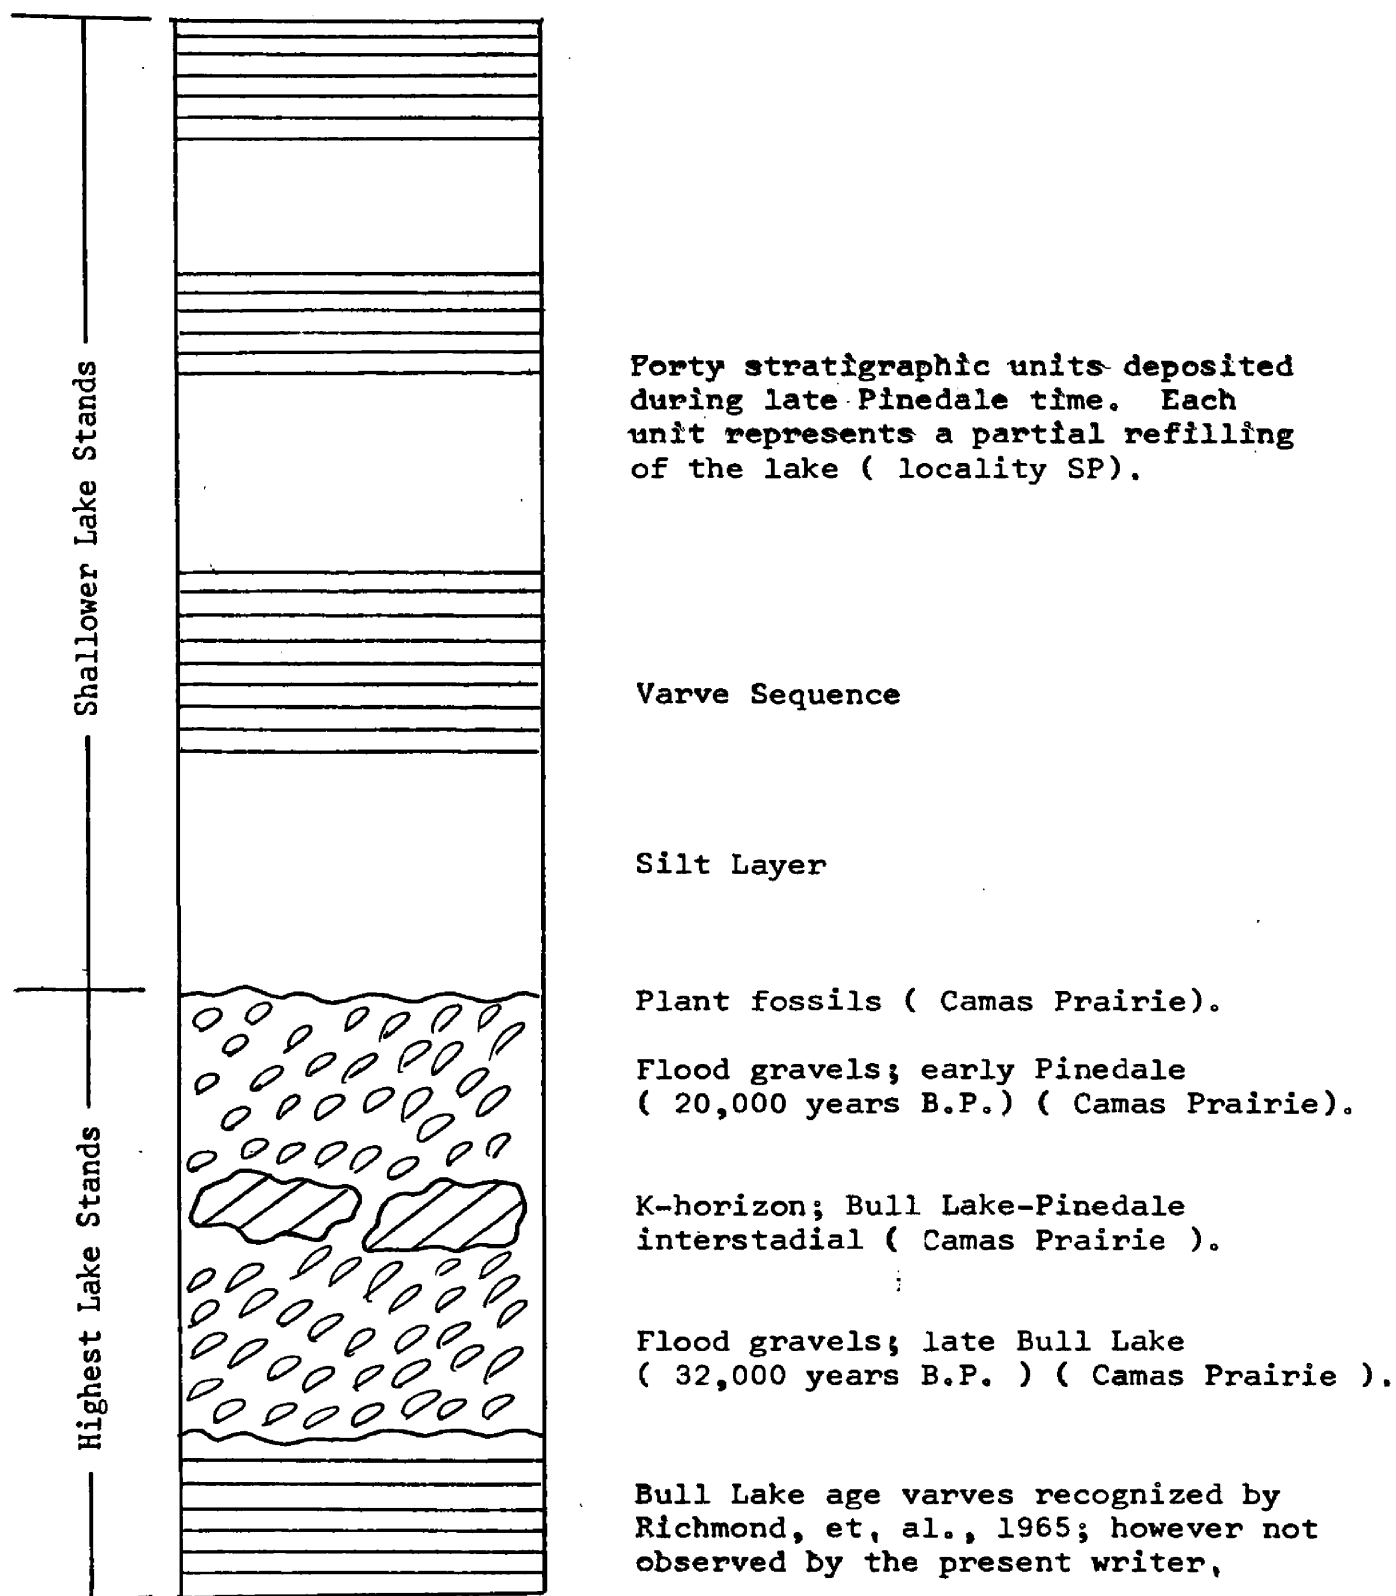 Shallower Lake Stands
Forty stratigraphic units deposited
during late Pinedale time. Each
unit represents a partial refilling
of the lake ( locality SP).
Varve Sequence
Silt Layer
Highest Lake Stands
Plant fossils ( Camas Prairie).
Flood gravels; early Pinedale
( 20,000 years B.P.) ( Camas Prairie).
K-horizon; Bull Lake-Pinedale
interstadial ( Camas Prairie ).
Flood gravels; late Bull Lake
( 32,000 years B.P. ) ( Camas Prairie ).
Bull Lake age varves recognized by
Richmond, et, al., 1965; however not
observed by the present writer,